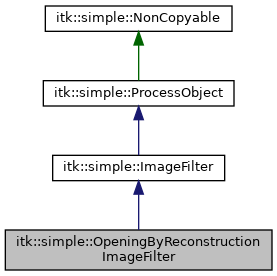 itk::simple::NonCopyable
itk::simple::ProcessObject
itk::simple::ImageFilter
itk::simple::OpeningByReconstruction
ImageFilter